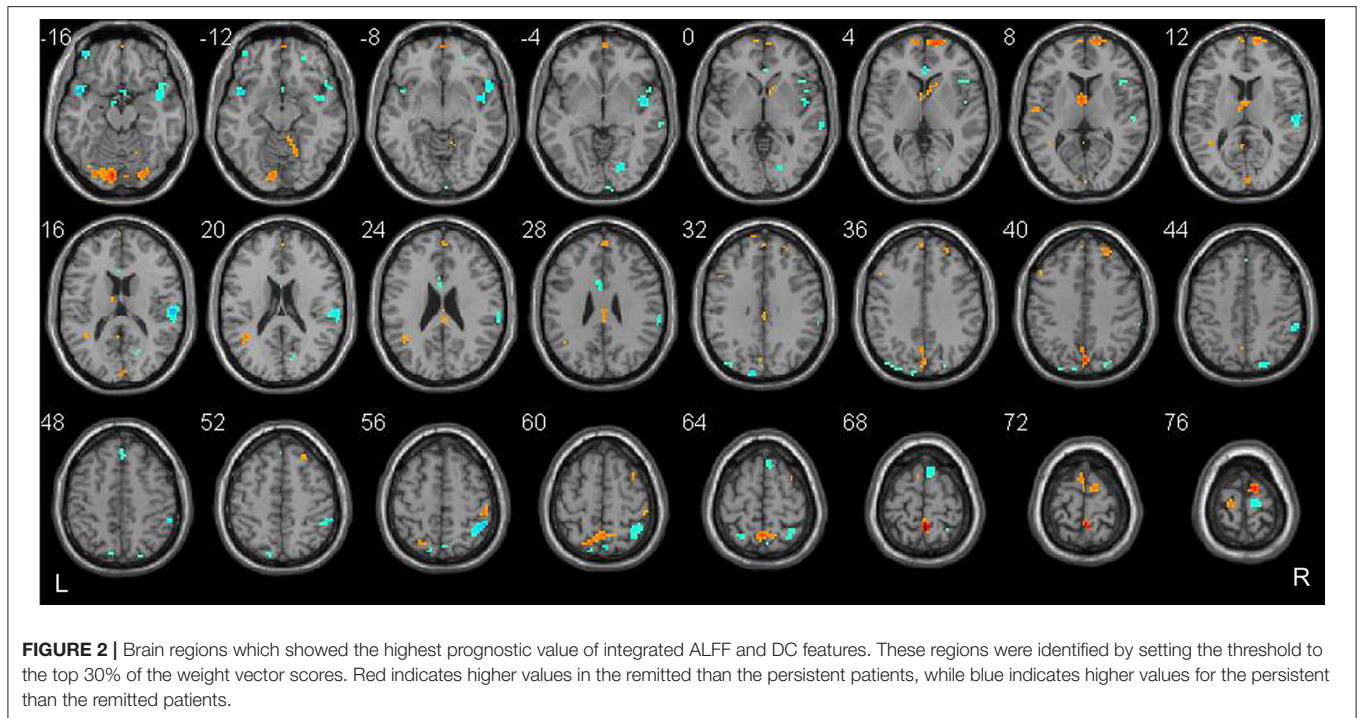 -16 -12 -8 -4 0 4 8 12
16 20 24 28 32 36 40 44
48 52 56 60 64 68 72 76
L R
FIGURE 2 | Brain regions which showed the highest prognostic value of integrated ALFF and DC features. These regions were identified by setting the threshold to
the top 30% of the weight vector scores. Red indicates higher values in the remitted than the persistent patients, while blue indicates higher values for the persistent
than the remitted patients.